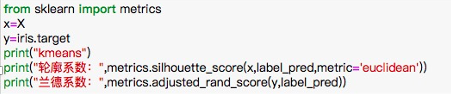 from sklearn import metrics
x=X
y=iris.target
print("kmeans")
print("轮廓系数：",metrics.silhouette_score(x,label_pred,metric='euclidean'))
print("兰德系数：",metrics.adjusted_rand_score(y,label_pred))